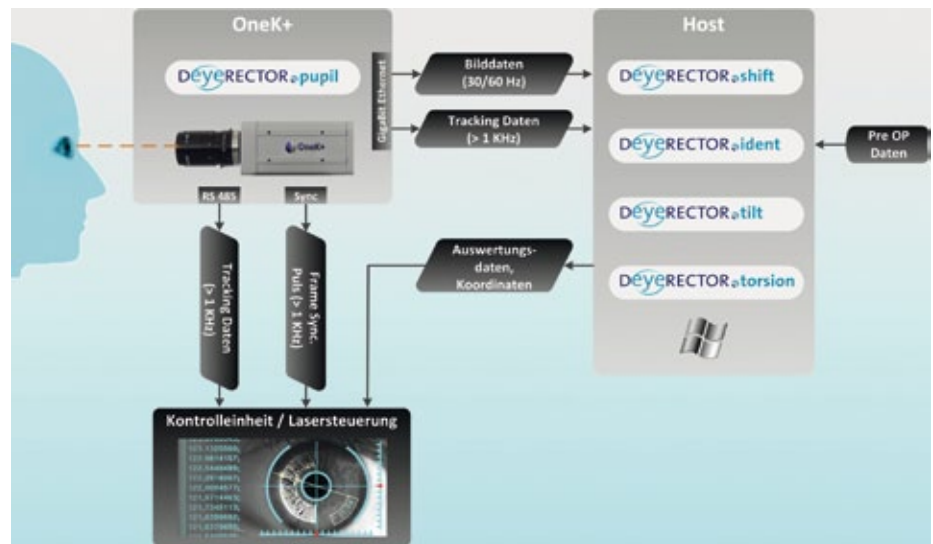 OneK+
DeyeRECTOR pupil
Gigabit Ethernet
OneK+
RS 485
Sync
Bilddaten
(30/60 Hz)
Tracking Daten
(> 1 KHz)
Host
DeyeRECTOR shift
DeyeRECTOR ident
DeyeRECTOR tilt
DeyeRECTOR torsion
Pre OP
Daten
Auswertungs-
daten,
Koordinaten
Tracking Daten
(> 1 KHz)
Frame Sync.
Puls (> 1 KHz)
Kontrolleinheit / Lasersteuerung